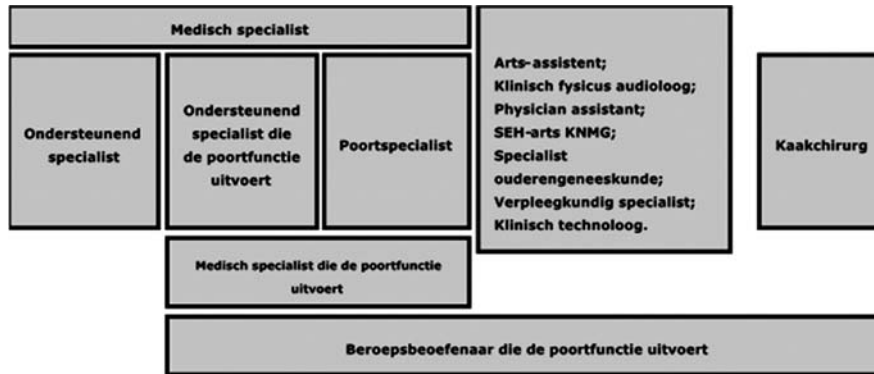 Medisch specialist
Ondersteunend
specialist
Ondersteunend
specialist die
de poortfunctie
uitvoert
Poortspecialist
Arts-assistent;
Klinisch fysicus audioloog;
Physician assistant;
SEH-arts KNMG;
Specialist
ouderengeneeskunde;
Verpleegkundig specialist;
Klinisch technoloog.
Kaakchirurg
Medisch specialist die de poortfunctie
uitvoert
Beroepsbeoefenaar die de poortfunctie uitvoert